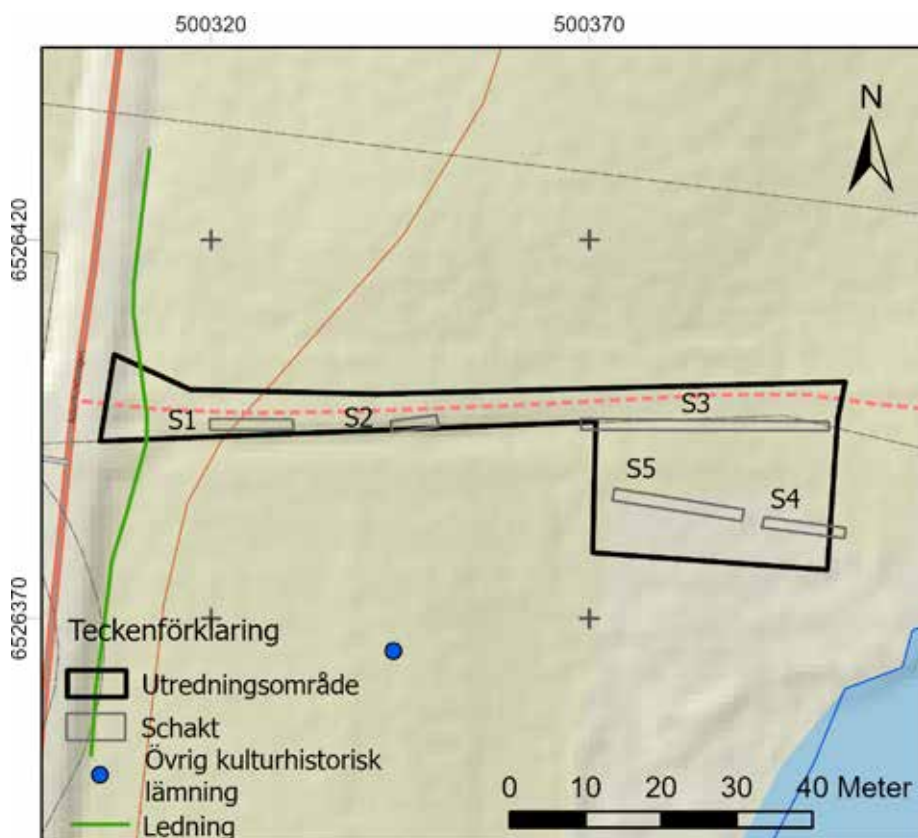 500320
500370
N
6526420
S1
S2
S3
S5
S4
6526370
Teckenförklaring
Utredningsområde
Schakt
Övrig kulturhistorisk
lämning
Ledning
0 10 20 30 40 Meter